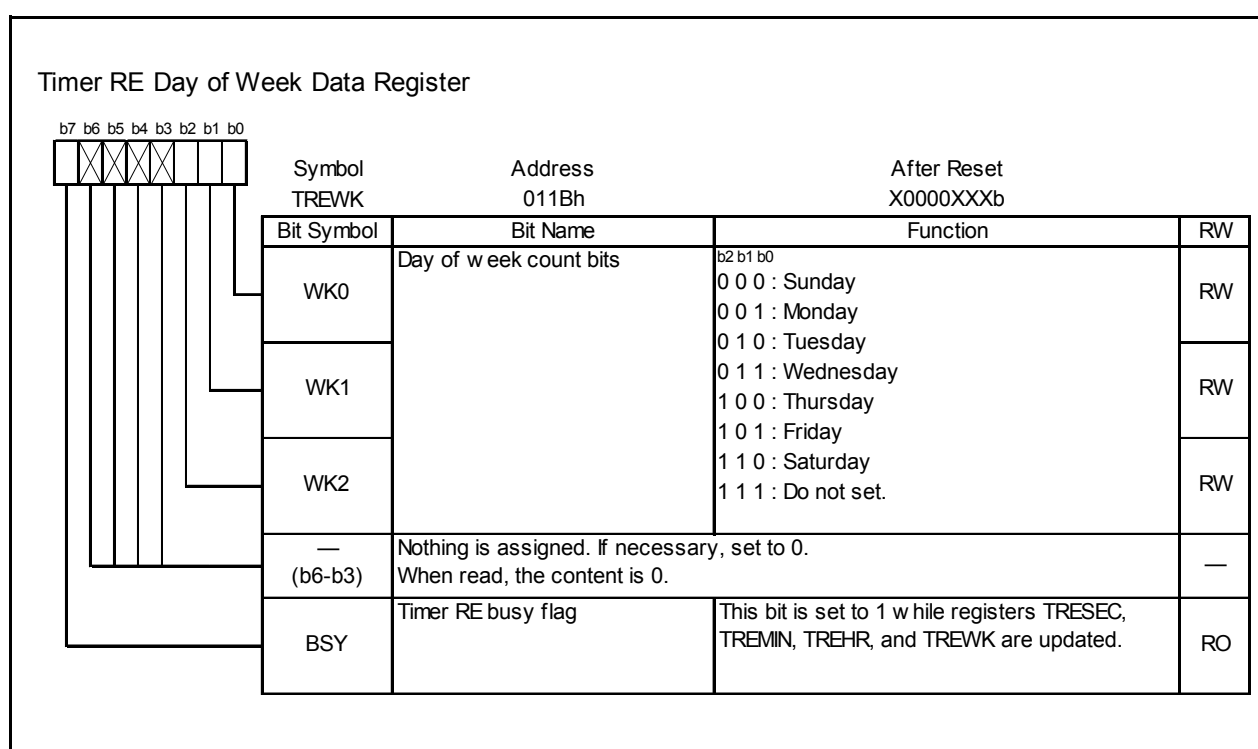 Timer RE Day of Week Data Register
b7 b6 b5 b4 b3 b2 b1 b0
Symbol Address After Reset
TREWK 011Bh X0000XXXb
Bit Symbol Bit Name Function RW
WK0 Day of week count bits b2 b1 b0
0 0 0 : Sunday RW
0 0 1 : Monday
0 1 0 : Tuesday
WK1 0 1 1 : Wednesday RW
1 0 0 : Thursday
1 0 1 : Friday
WK2 1 1 0 : Saturday RW
1 1 1 : Do not set.
— Nothing is assigned. If necessary, set to 0. —
(b6-b3) When read, the content is 0.
BSY Timer RE busy flag This bit is set to 1 while registers TRESEC, RO
TREMIN, TREHR, and TREWK are updated.